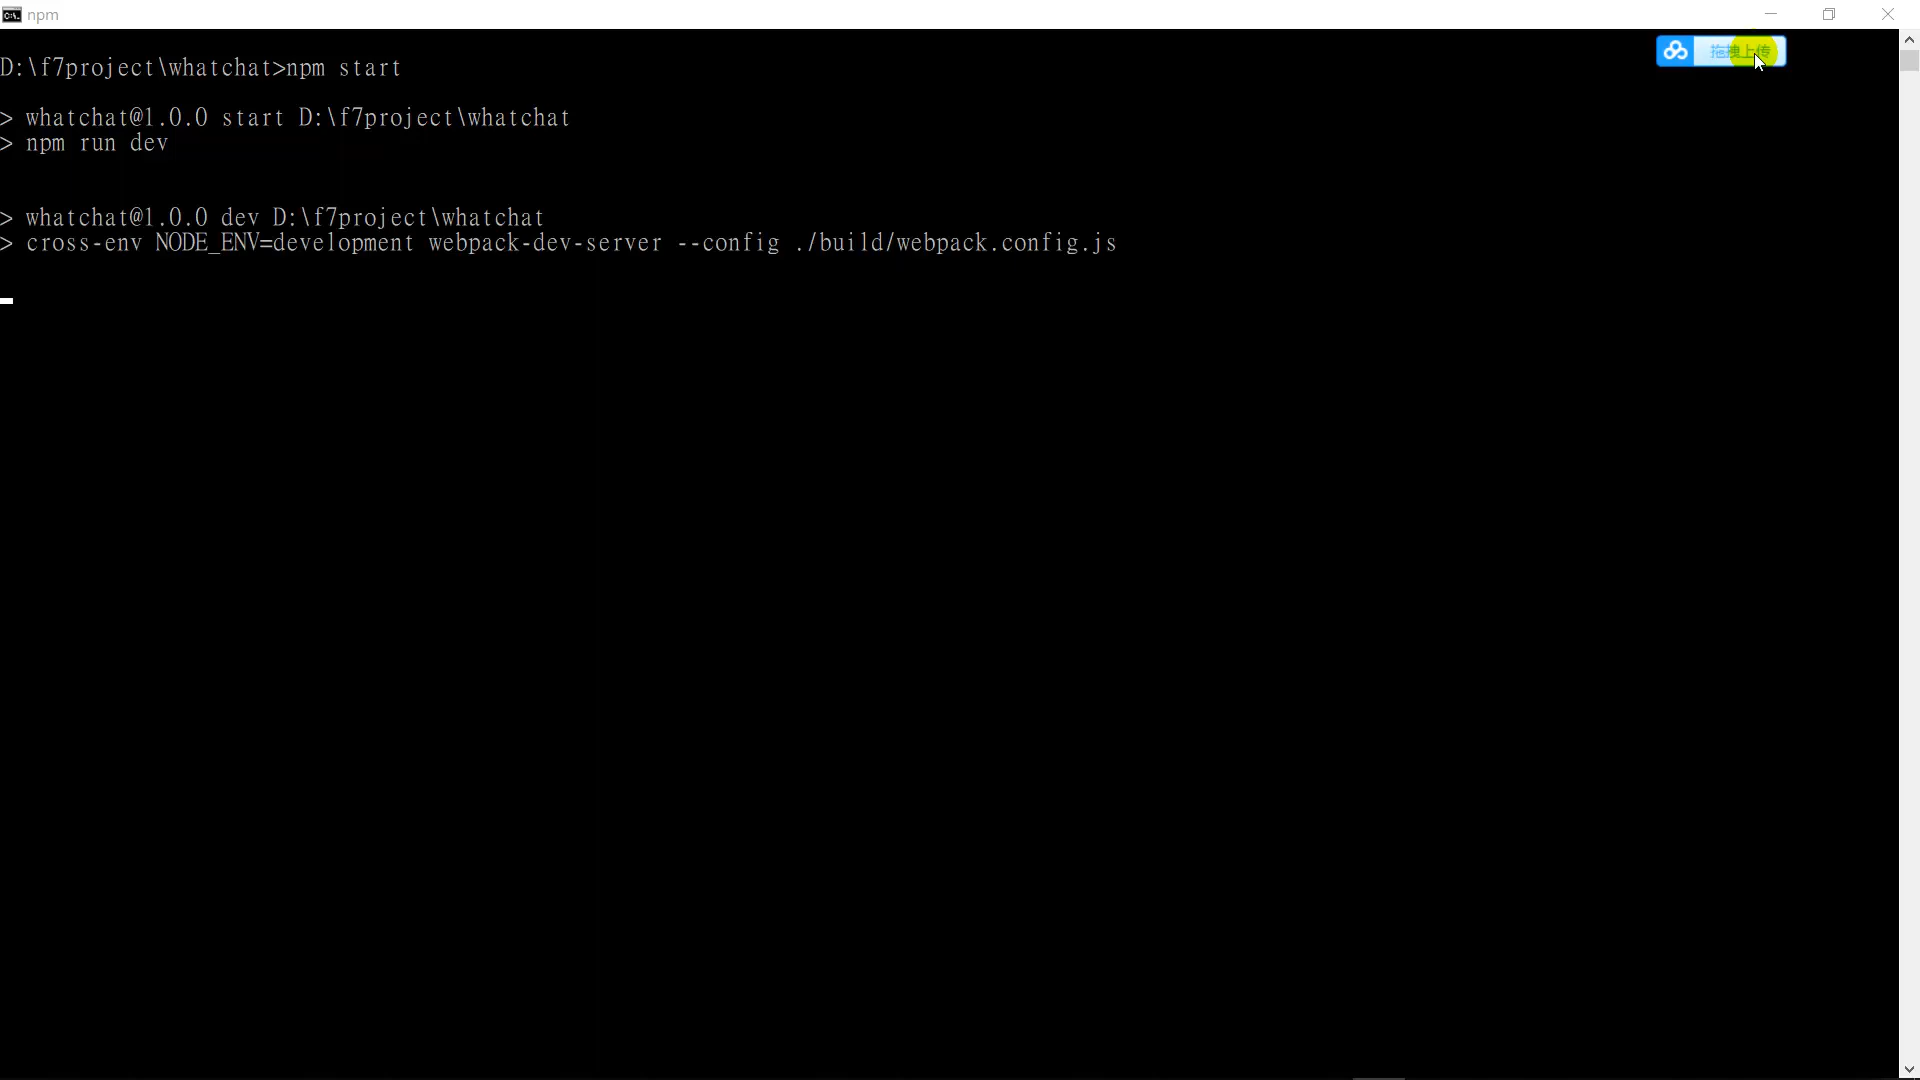 npm
拖拽上传
D:\f7project\whatchat>npm start
> whatchat@1.0.0 start D:\f7project\whatchat
> npm run dev
> whatchat@1.0.0 dev D:\f7project\whatchat
> cross-env NODE_ENV=development webpack-dev-server --config ./build/webpack.config.js